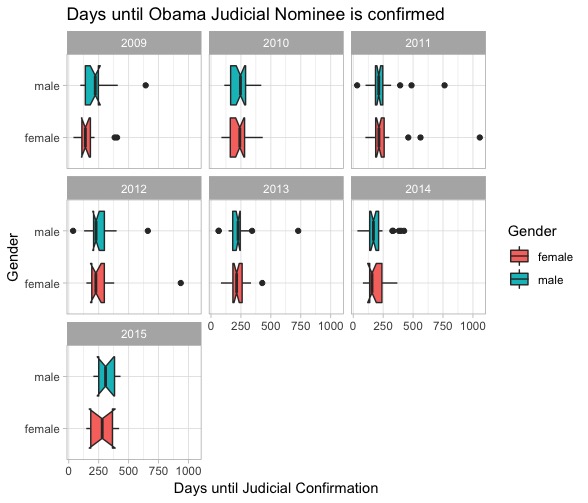 Days until Obama Judicial Nominee is confirmed
2009 2010 2011
male
female
2012 2013 2014
male
female
Gender
Gender
female
male
0 250 500 750 1000 0 250 500 750 1000
2015
male
female
0 250 500 750 1000
Days until Judicial Confirmation